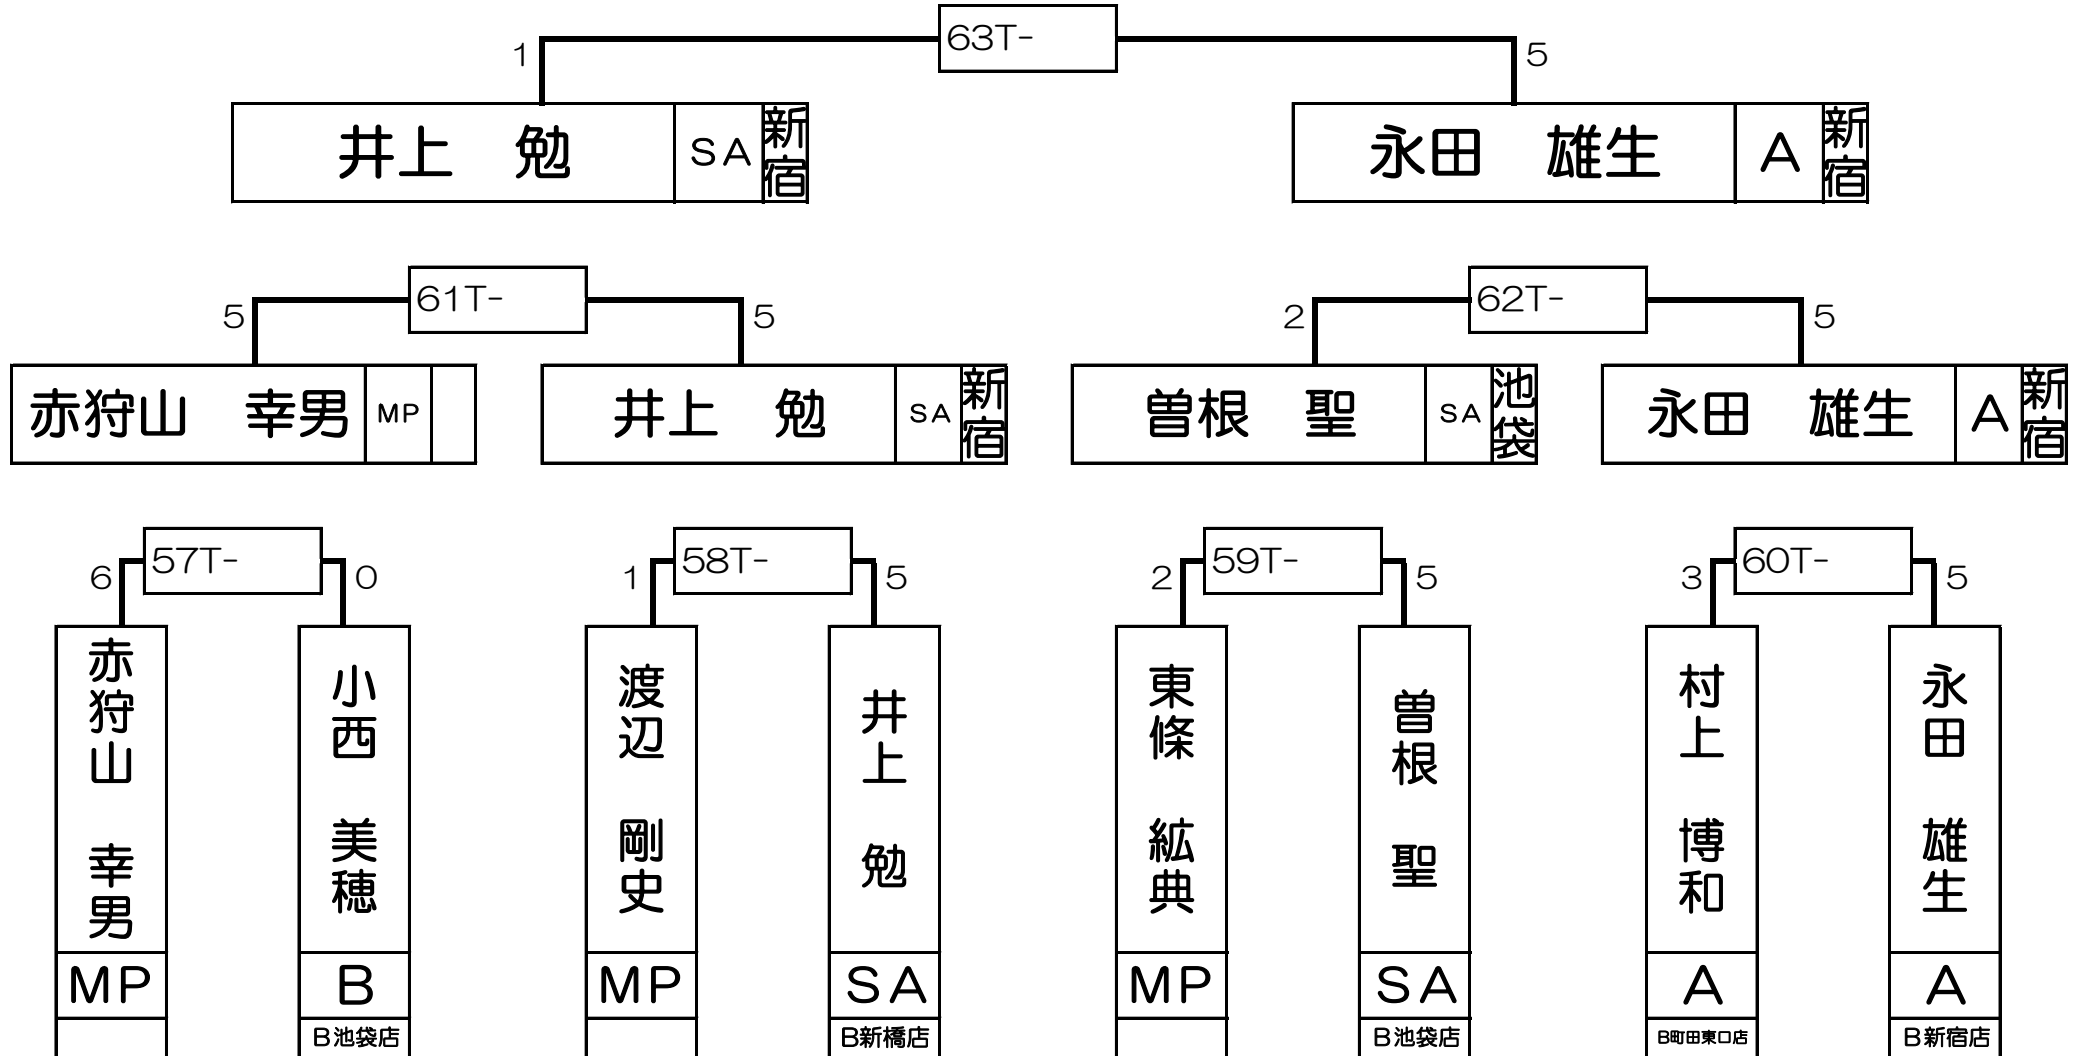 63T-
1
5
井上 勉
SA
新宿
永田 雄生
A
新宿
61T-
5
5
62T-
2
5
赤狩山 幸男
MP
井上 勉
SA
新宿
曽根 聖
SA
池袋
永田 雄生
A
新宿
57T-
6
0
58T-
1
5
59T-
2
5
60T-
3
5
赤狩山 幸男
MP
小西 美穂
B
B池袋店
渡辺 剛史
MP
井上 勉
SA
B新橋店
東條 紘典
MP
曽根 聖
SA
B池袋店
村上 博和
A
B町田東口店
永田 雄生
A
B新宿店